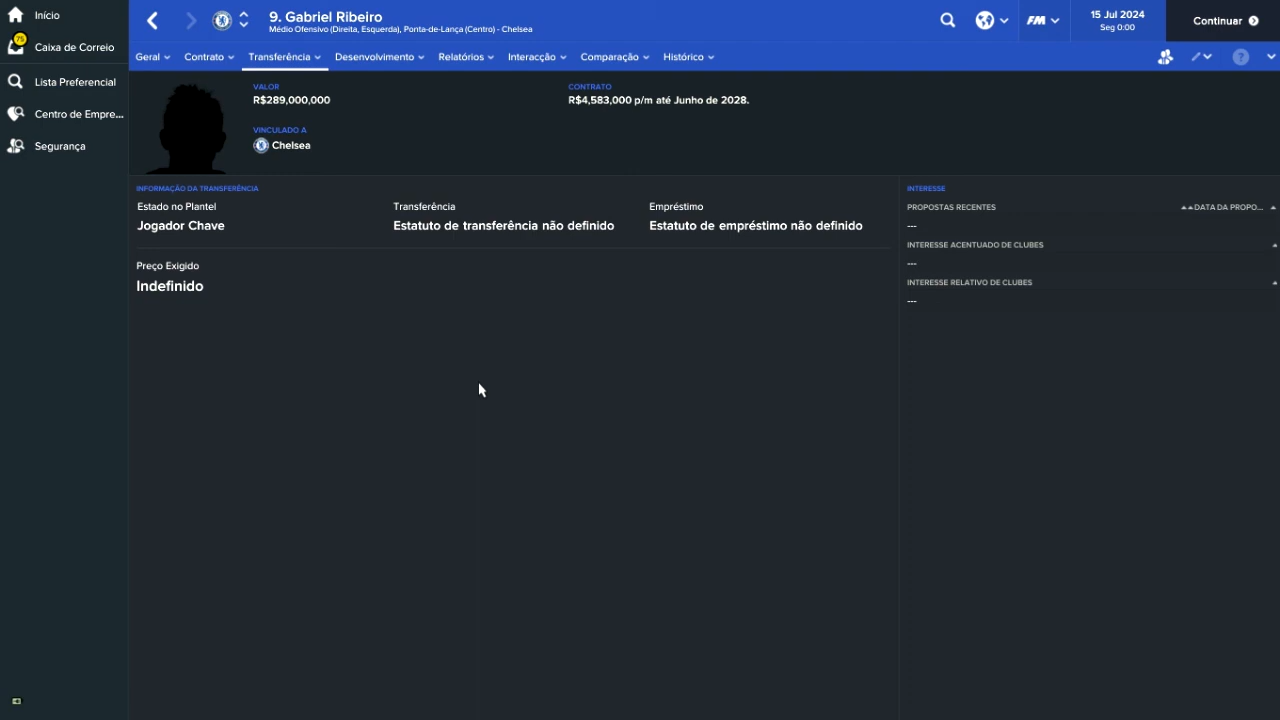 Início
Caixa de Correio
75
Lista Preferencial
Centro de Empre...
Segurança
9. Gabriel Ribeiro
Médio Ofensivo (Direita, Esquerda), Ponta-de-Lança (Centro) - Chelsea
FM
15 Jul 2024
Seg 0:00
Continuar
Geral
Contrato
Transferência
Desenvolvimento
Relatórios
Interacção
Comparação
Histórico
?
VALOR
R$289,000,000
CONTRATO
R$4,583,000 p/m até Junho de 2028.
VINCULADO A
Chelsea
INFORMAÇÃO DA TRANSFERÊNCIA
Estado no Plantel
Jogador Chave
Transferência
Estatuto de transferência não definido
Empréstimo
Estatuto de empréstimo não definido
Preço Exigido
Indefinido
INTERESSE
PROPOSTAS RECENTES
DATA DA PROPO...
---
INTERESSE ACENTUADO DE CLUBES
---
INTERESSE RELATIVO DE CLUBES
---